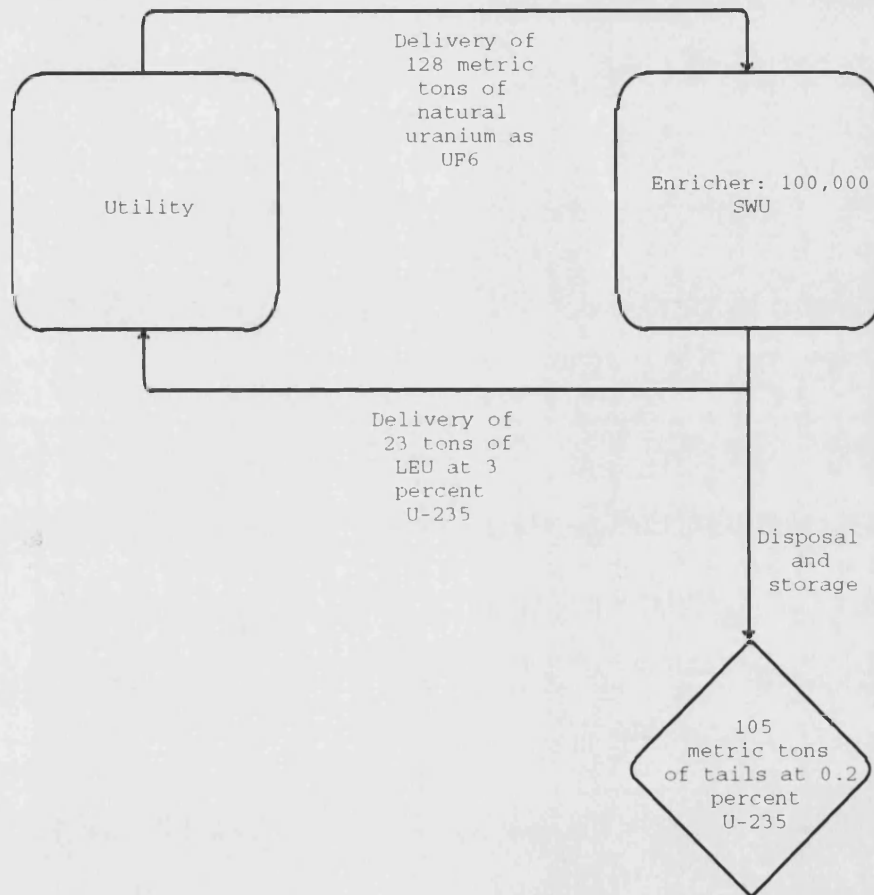 Delivery of
128 metric
tons of
natural
uranium as
UF6
Utility
Enricher: 100,000
SWU
Delivery of
23 tons of
LEU at 3
percent
U-235
Disposal
and
storage
105
metric tons
of tails at 0.2
percent
U-235